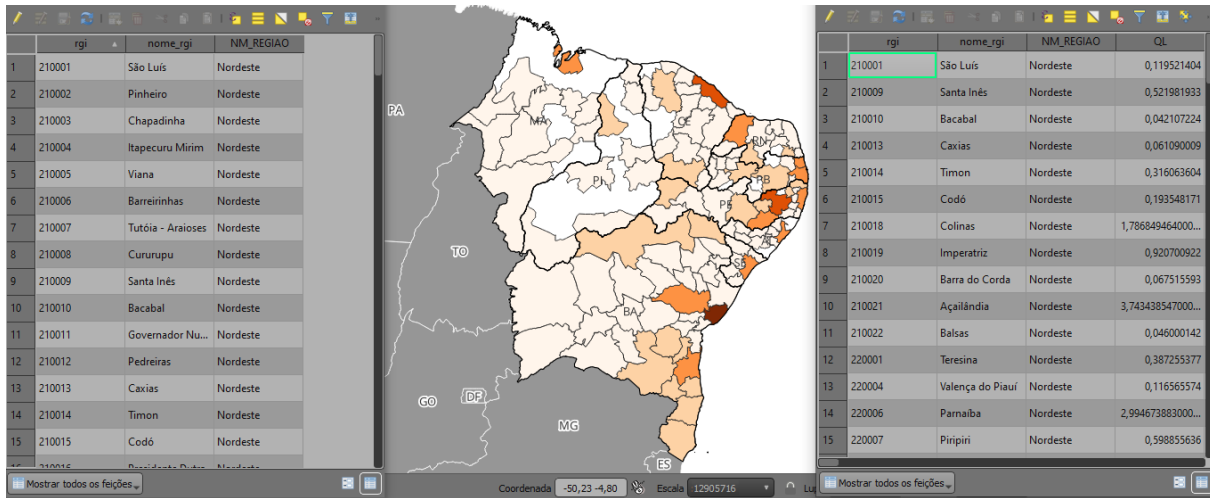 rgi nome_rgi NM_REGIAO
1 210001 São Luís Nordeste
2 210002 Pinheiro Nordeste
3 210003 Chapadinha Nordeste
4 210004 Itapecuru Mirim Nordeste
5 210005 Viana Nordeste
6 210006 Barreirinhas Nordeste
7 210007 Tutóia - Araioses Nordeste
8 210008 Cururupu Nordeste
9 210009 Santa Inês Nordeste
10 210010 Bacabal Nordeste
11 210011 Governador Nu... Nordeste
12 210012 Pedreiras Nordeste
13 210013 Caxias Nordeste
14 210014 Timon Nordeste
15 210015 Codó Nordeste
Mostrar todos os feições
PA
MA
CE
RN
PB
PI
PE
AL
TO
SE
BA
GO
DF
MG
ES
Coordenada -50,23 -4,80 Escala 12905716 Lu
rgi nome_rgi NM_REGIAO QL
1 210001 São Luís Nordeste 0,119521404
2 210009 Santa Inês Nordeste 0,521981933
3 210010 Bacabal Nordeste 0,042107224
4 210013 Caxias Nordeste 0,061090009
5 210014 Timon Nordeste 0,316063604
6 210015 Codó Nordeste 0,193548171
7 210018 Colinas Nordeste 1,786849464000...
8 210019 Imperatriz Nordeste 0,920700922
9 210020 Barra do Corda Nordeste 0,067515593
10 210021 Açailândia Nordeste 3,743438547000...
11 210022 Balsas Nordeste 0,046000142
12 220001 Teresina Nordeste 0,387255377
13 220004 Valença do Piauí Nordeste 0,116565574
14 220006 Parnaíba Nordeste 2,994673883000...
15 220007 Piripiri Nordeste 0,598855636
Mostrar todos os feições